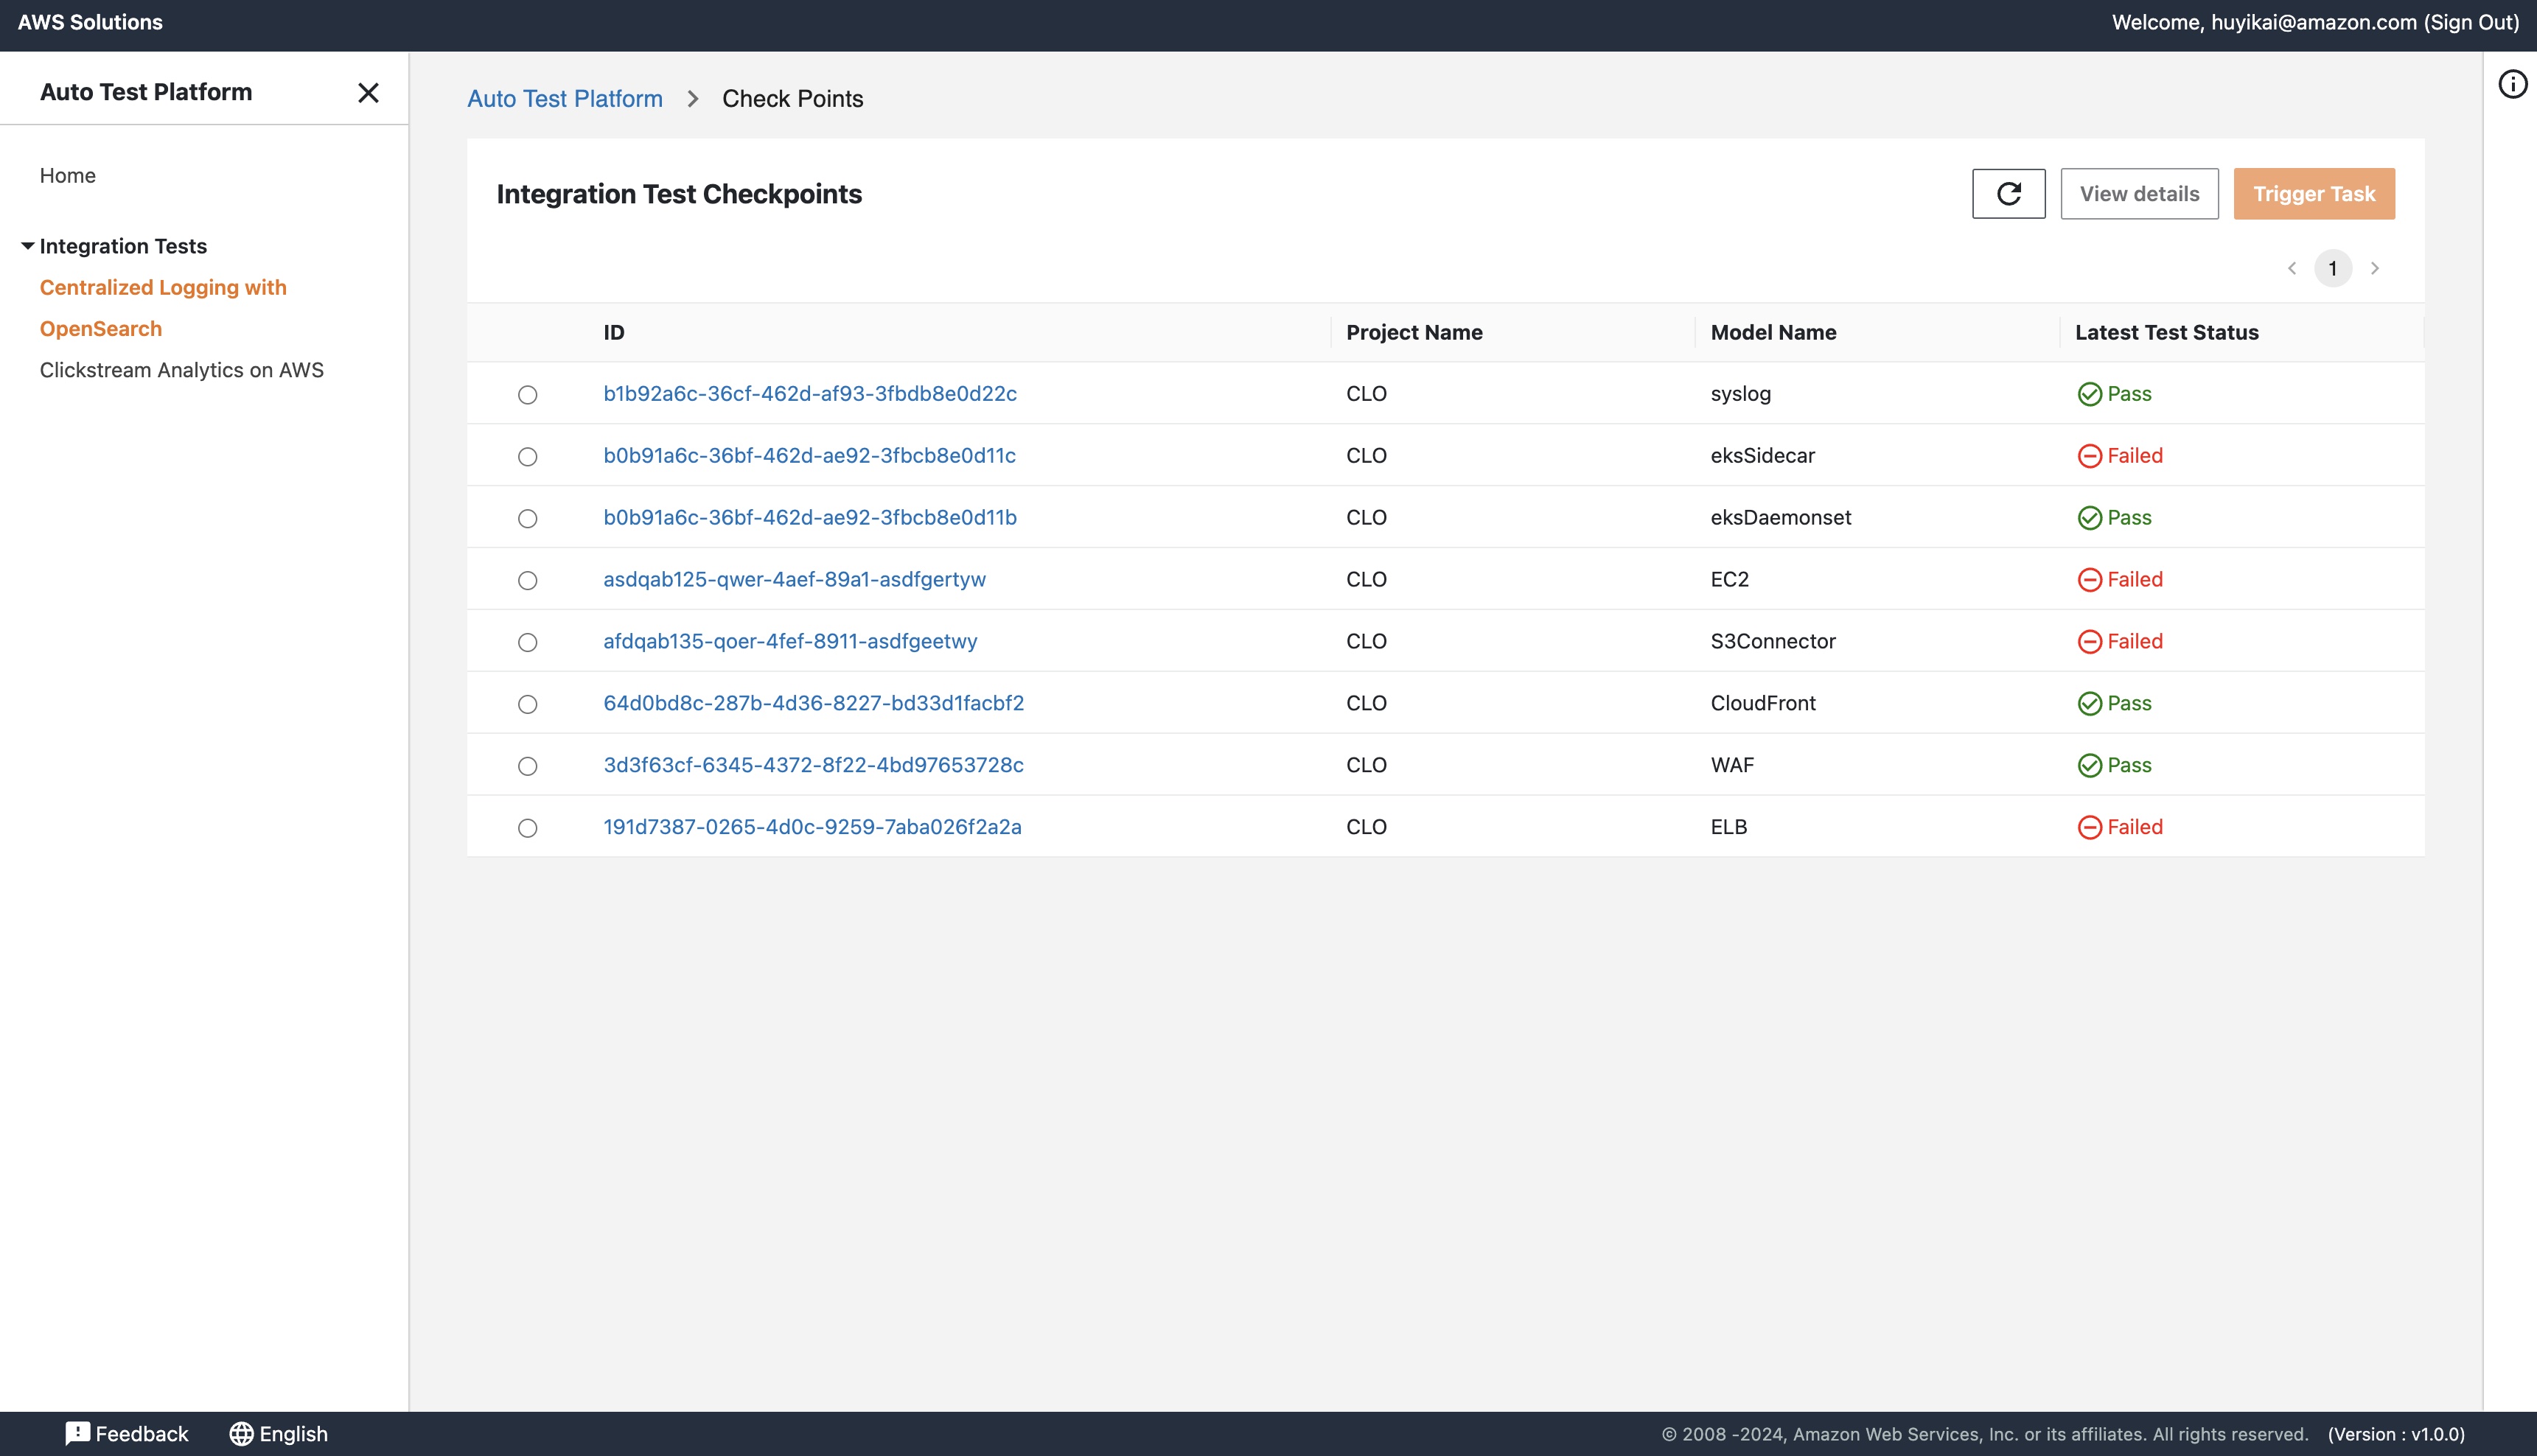 AWS Solutions
Welcome, huyikai@amazon.com (Sign Out)
Auto Test Platform
Home
Integration Tests
Centralized Logging with
OpenSearch
Clickstream Analytics on AWS
Auto Test Platform > Check Points
Integration Test Checkpoints
View details
Trigger Task
1
ID Project Name Model Name Latest Test Status
b1b92a6c-36cf-462d-af93-3fbdb8e0d22c CLO syslog Pass
b0b91a6c-36bf-462d-ae92-3fbcb8e0d11c CLO eksSidecar Failed
b0b91a6c-36bf-462d-ae92-3fbcb8e0d11b CLO eksDaemonset Pass
asdqab125-qwer-4aef-89a1-asdfgertyw CLO EC2 Failed
afdqab135-qoer-4fef-8911-asdfgeetwy CLO S3Connector Failed
64d0bd8c-287b-4d36-8227-bd33d1facbf2 CLO CloudFront Pass
3d3f63cf-6345-4372-8f22-4bd97653728c CLO WAF Pass
191d7387-0265-4d0c-9259-7aba026f2a2a CLO ELB Failed
Feedback
English
© 2008 -2024, Amazon Web Services, Inc. or its affiliates. All rights reserved. (Version : v1.0.0)